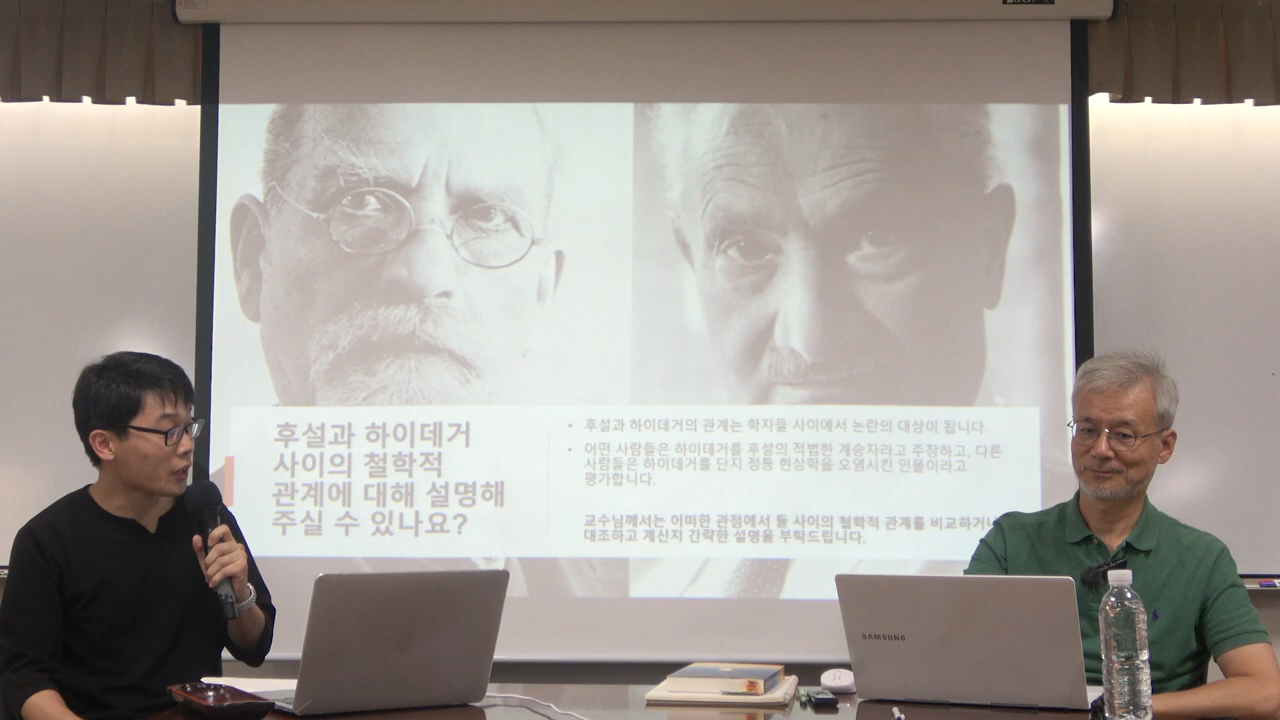 후설과 하이데거
사이의 철학적
관계에 대해 설명해
주실 수 있나요?
• 후설과 하이데거의 관계는 학자들 사이에서 논란의 대상이 됩니다.
• 어떤 사람들은 하이데거를 후설의 적법한 계승자라고 주장하고, 다른
사람들은 하이데거를 단지 정통 현상학을 오염시킨 인물이라고
평가합니다.
교수님께서는 어떠한 관점에서 둘 사이의 철학적 관계를 비교하거나
대조하고 계신지 간략한 설명을 부탁드립니다.
SAMSUNG